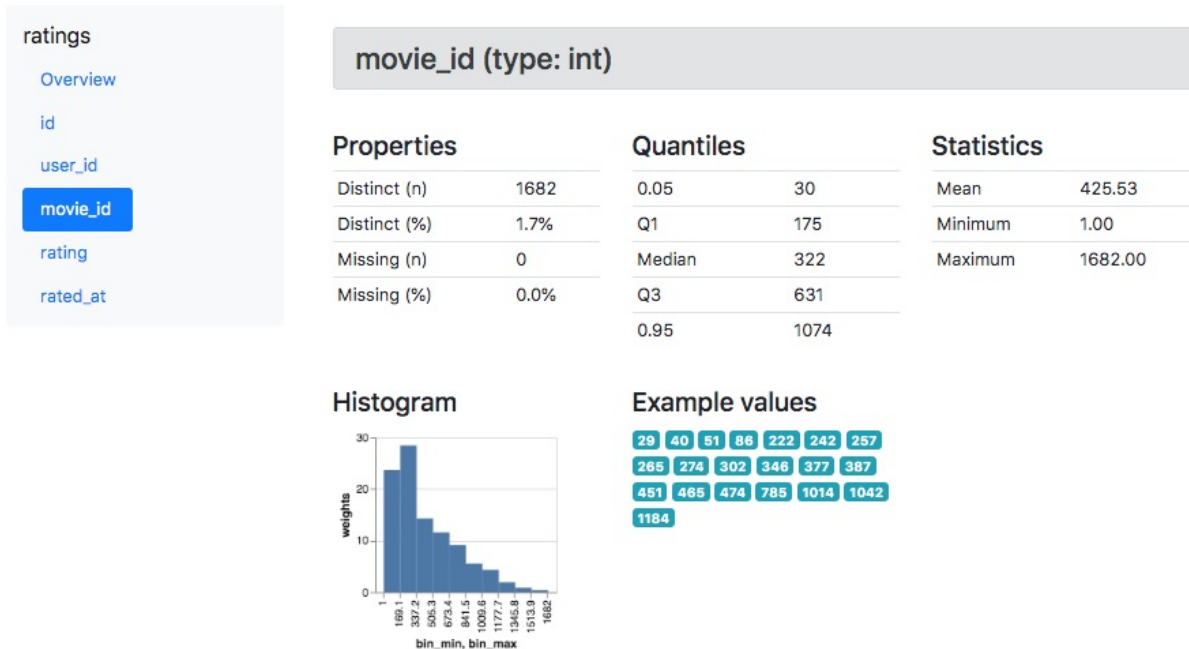 ratings
Overview
id
user_id
movie_id
rating
rated_at
movie_id (type: int)
Properties
Distinct (n) 1682
Distinct (%) 1.7%
Missing (n) 0
Missing (%) 0.0%
Quantiles
0.05 30
Q1 175
Median 322
Q3 631
0.95 1074
Statistics
Mean 425.53
Minimum 1.00
Maximum 1682.00
Histogram
30
20
10
0
weights
1 169.1 337.2 505.3 673.4 841.5 1009.6 1177.7 1345.8 1513.9 1682
bin_min, bin_max
Example values
29 40 51 86 222 242 257
265 274 302 346 377 387
451 465 474 785 1014 1042
1184